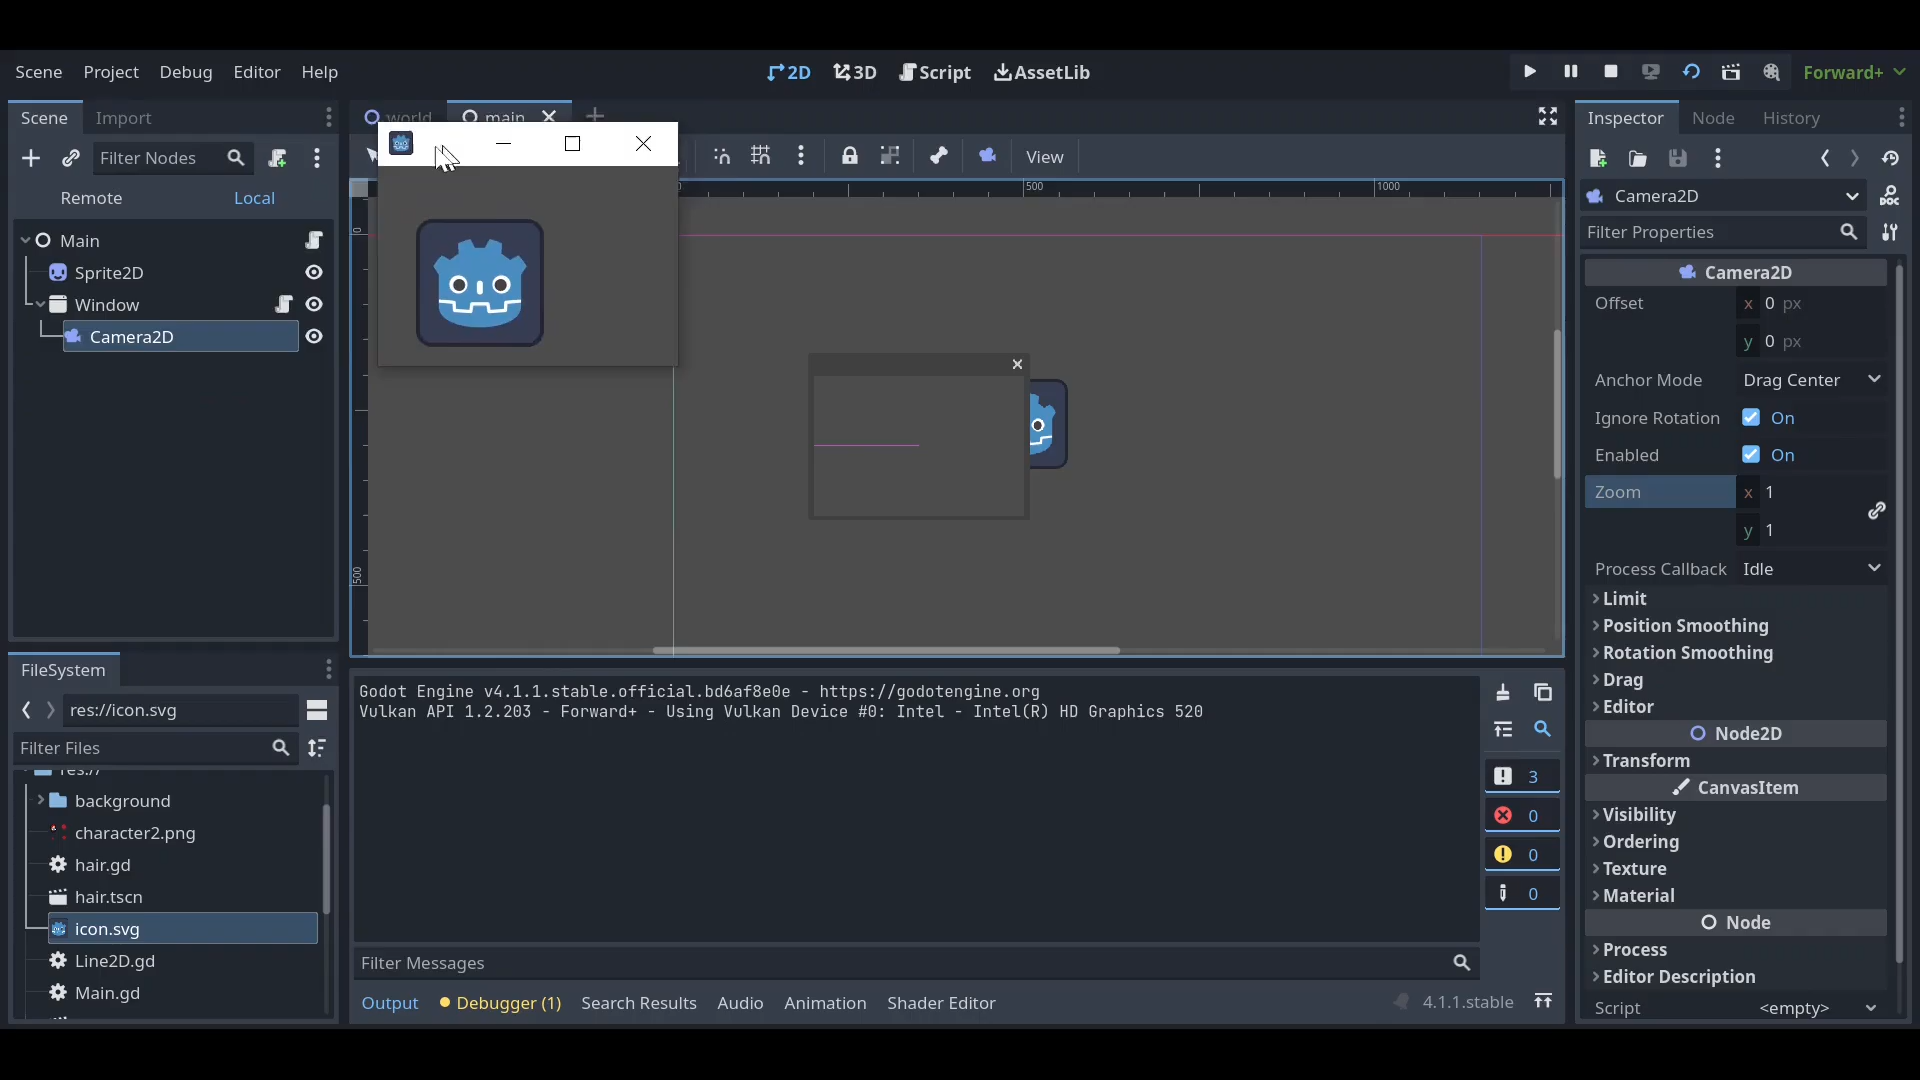 Scene Project Debug Editor Help
2D 3D Script AssetLib
Forward+
Scene Import
Filter Nodes
Remote Local
Main
Sprite2D
Window
Camera2D
FileSystem
res://icon.svg
Filter Files
res://
background
character2.png
hair.gd
hair.tscn
icon.svg
Line2D.gd
Main.gd
world main
View
0 500 1000
0
500
Godot Engine v4.1.1.stable.official.bd6af8e0e - https://godotengine.org
Vulkan API 1.2.203 - Forward+ - Using Vulkan Device #0: Intel - Intel(R) HD Graphics 520
3
0
0
0
Filter Messages
Output Debugger (1) Search Results Audio Animation Shader Editor
4.1.1.stable
Inspector Node History
Camera2D
DOC
Filter Properties
Camera2D
Offset x 0 px
y 0 px
Anchor Mode Drag Center
Ignore Rotation On
Enabled On
Zoom x 1
y 1
Process Callback Idle
Limit
Position Smoothing
Rotation Smoothing
Drag
Editor
Node2D
Transform
CanvasItem
Visibility
Ordering
Texture
Material
Node
Process
Editor Description
Script <empty>